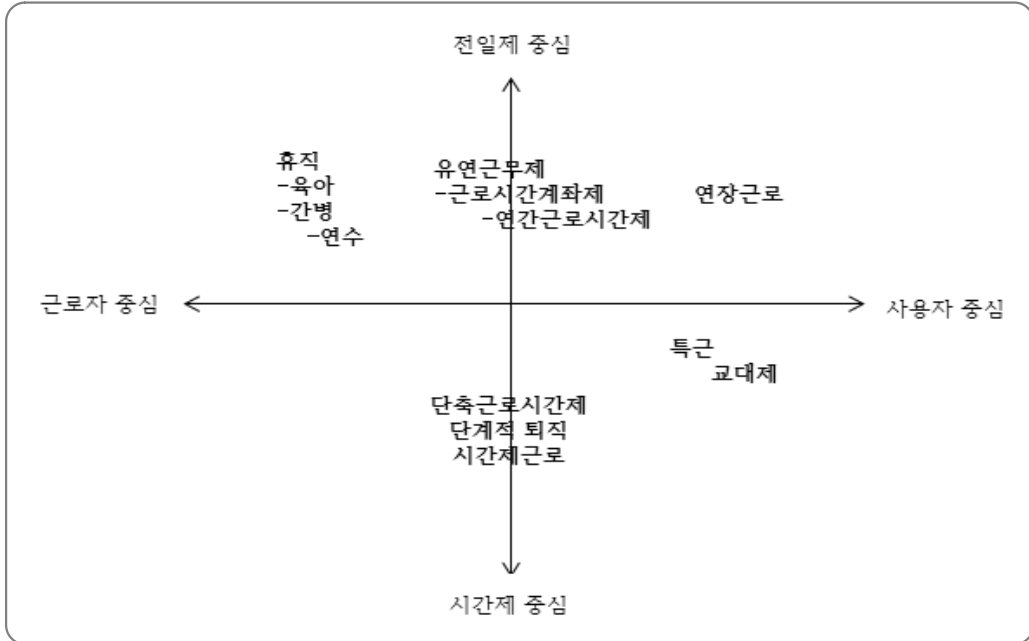 전일제 중심
휴직
-육아
-간병
-연수
유연근무제
-근로시간계좌제
-연간근로시간제
연장근로
근로자 중심
사용자 중심
특근
교대제
단축근로시간제
단계적 퇴직
시간제근로
시간제 중심